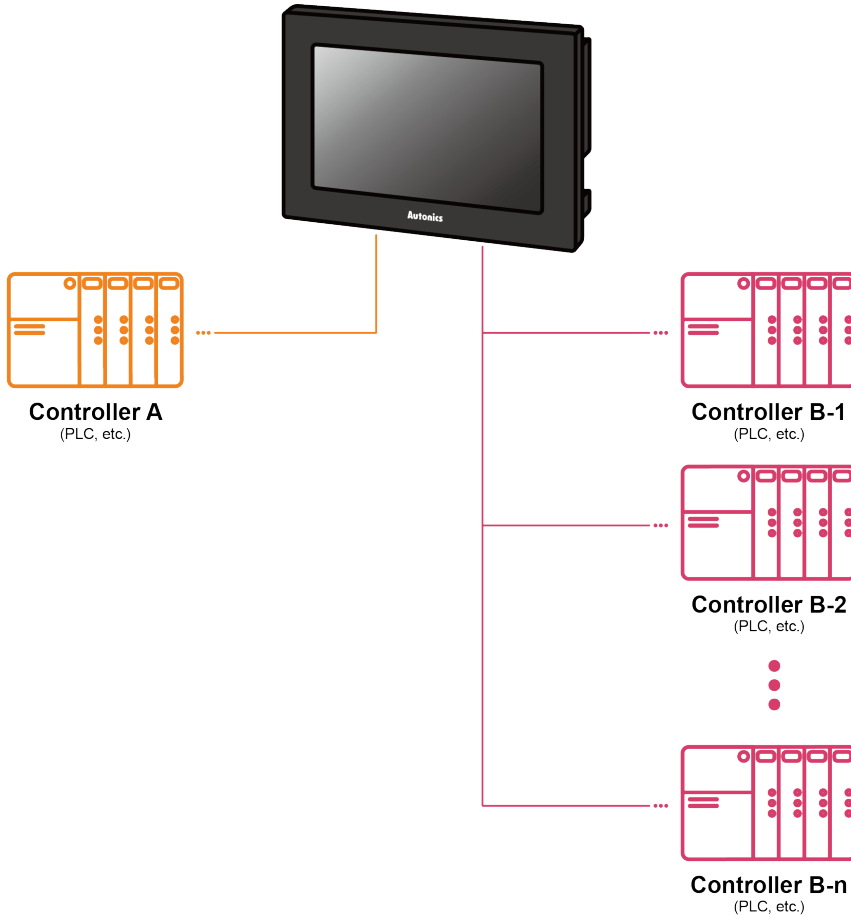 Autonics
Controller A
(PLC, etc.)
Controller B-1
(PLC, etc.)
Controller B-2
(PLC, etc.)
Controller B-n
(PLC, etc.)